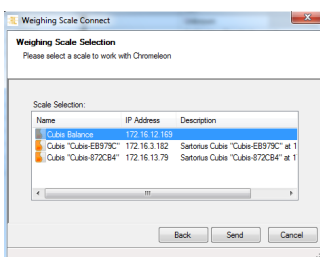 Weighing Scale Connect
Weighing Scale Selection
Please select a scale to work with Chromeleon
Scale Selection:
Name IP Address Description
Cubis Balance 172.16.12.169
Cubis "Cubis-EB979C" 172.16.3.182 Sartorius Cubis "Cubis-EB979C" at 1
Cubis "Cubis-872CB4" 172.16.13.79 Sartorius Cubis "Cubis-872CB4" at 1
Back Send Cancel